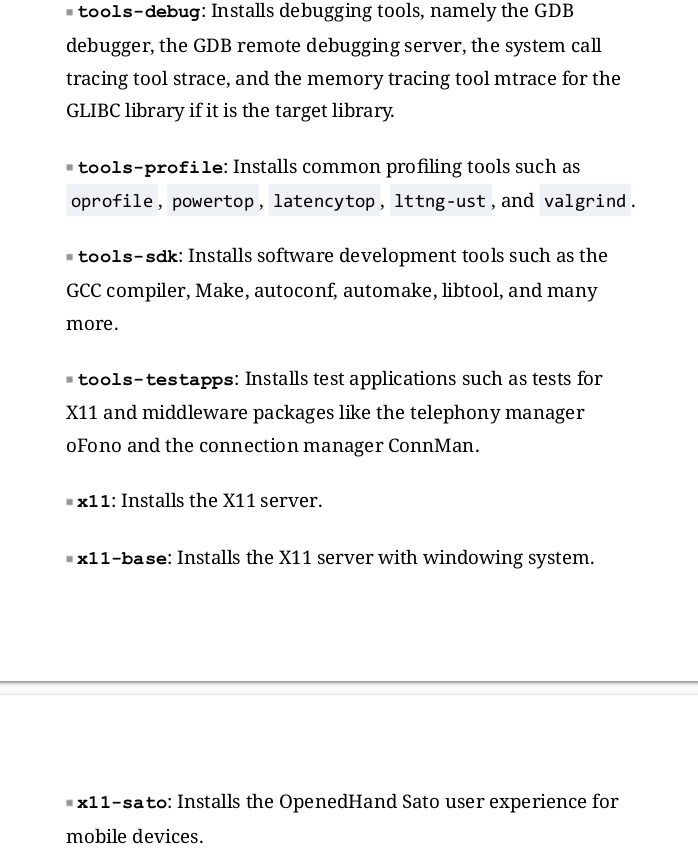 ▪ tools-debug: Installs debugging tools, namely the GDB
debugger, the GDB remote debugging server, the system call
tracing tool strace, and the memory tracing tool mtrace for the
GLIBC library if it is the target library.
▪ tools-profile: Installs common profiling tools such as
oprofile, powertop, latencytop, lttng-ust, and valgrind.
▪ tools-sdk: Installs software development tools such as the
GCC compiler, Make, autoconf, automake, libtool, and many
more.
▪ tools-testapps: Installs test applications such as tests for
X11 and middleware packages like the telephony manager
oFono and the connection manager ConnMan.
▪ x11: Installs the X11 server.
▪ x11-base: Installs the X11 server with windowing system.
▪ x11-sato: Installs the OpenedHand Sato user experience for
mobile devices.